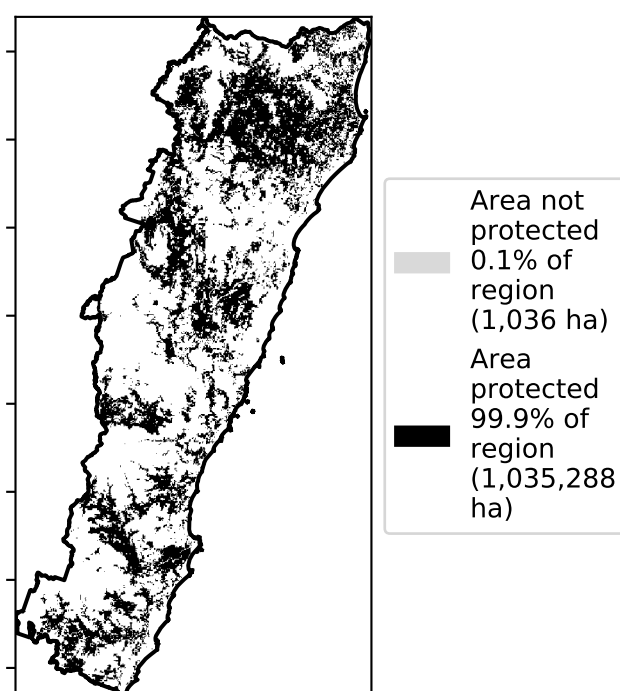 Area not
protected
0.1% of
region
(1,036 ha)
Area
protected
99.9% of
region
(1,035,288
ha)